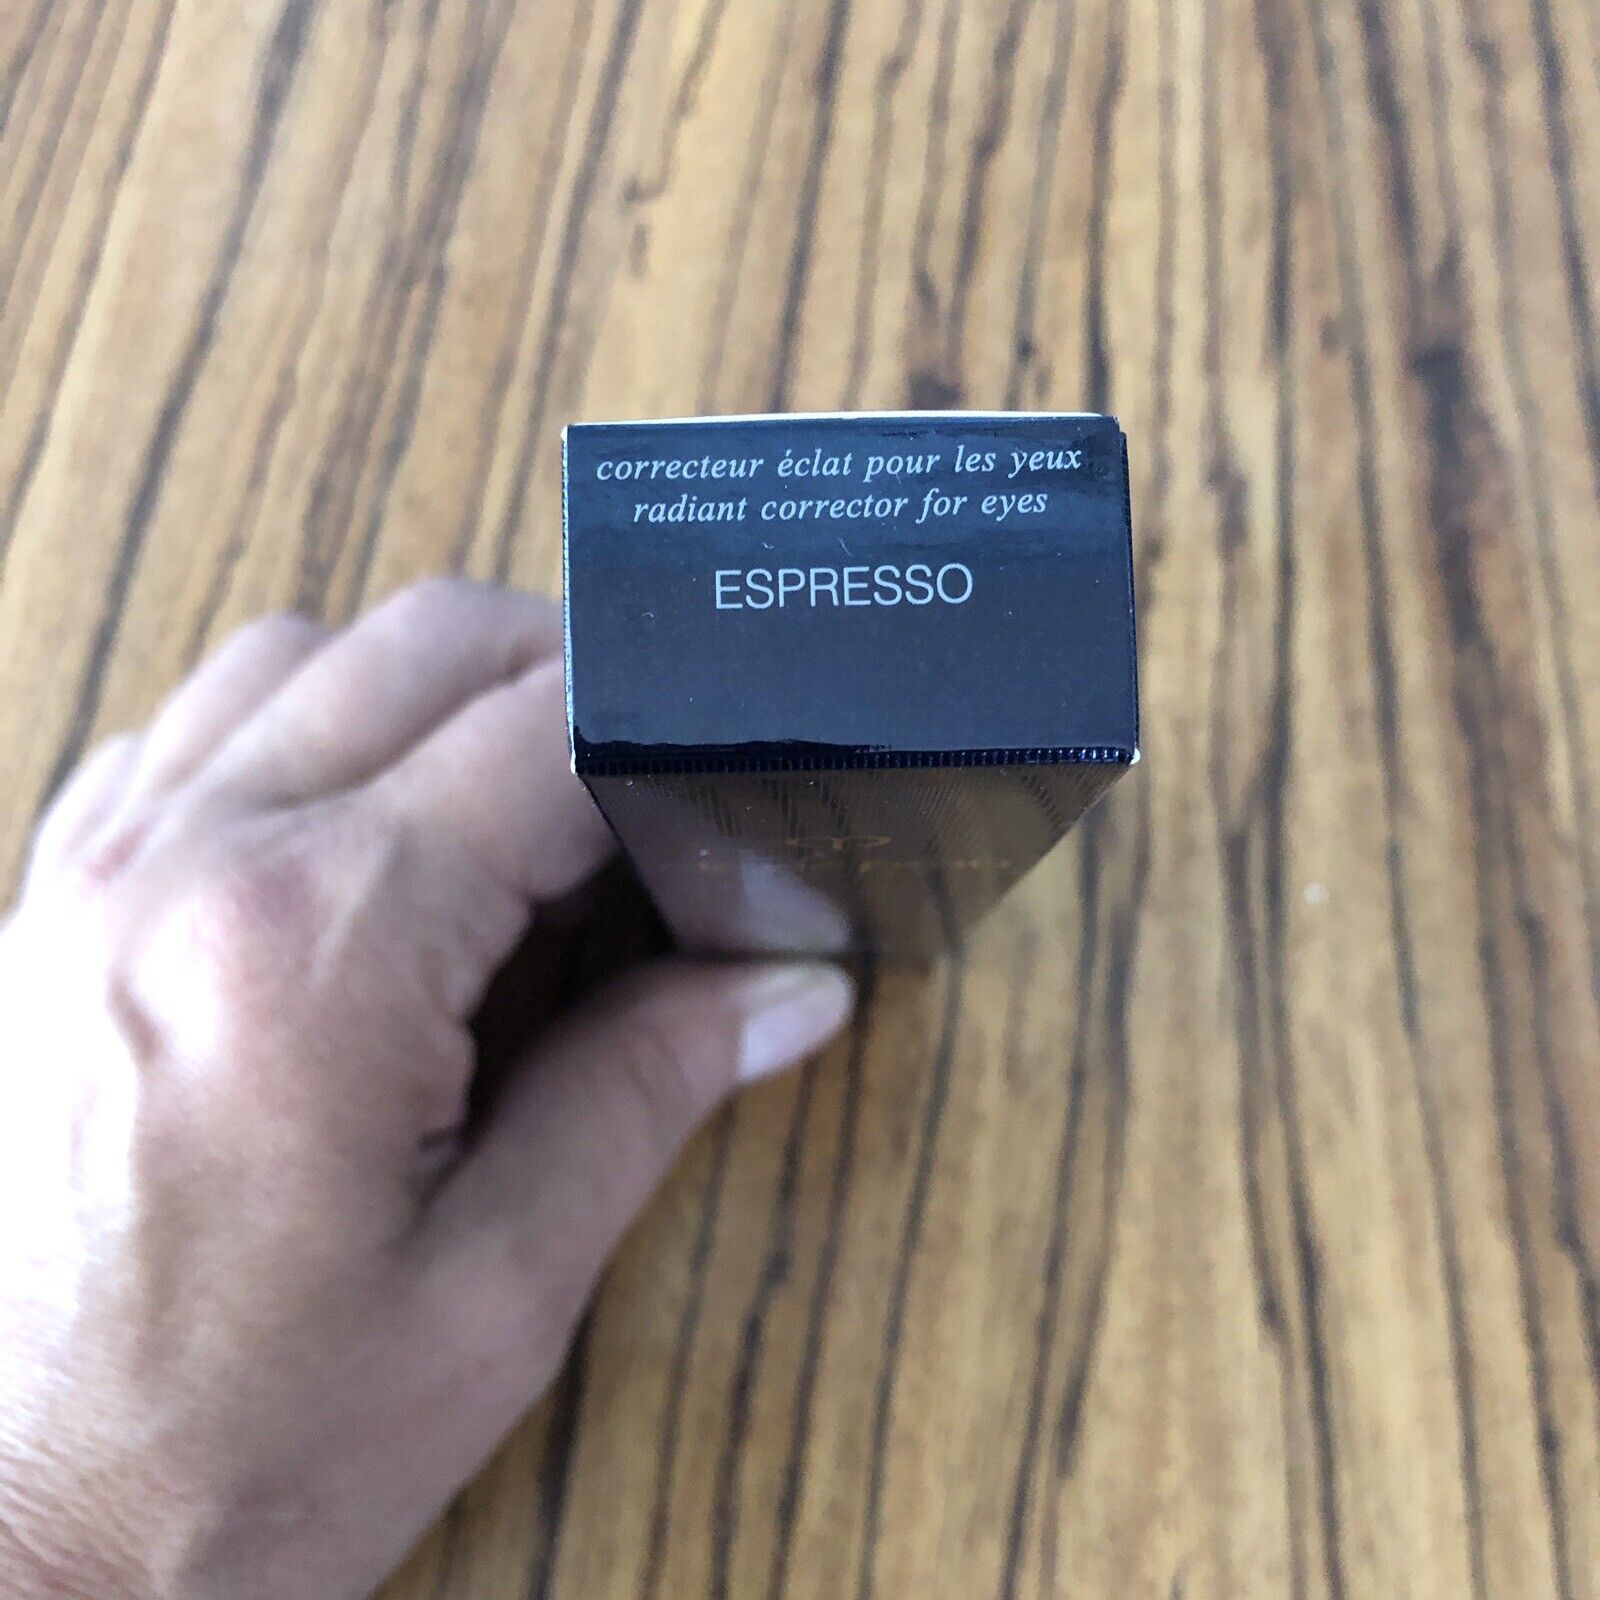 correcteur éclat pour les yeux
radiant corrector for eyes
ESPRESSO